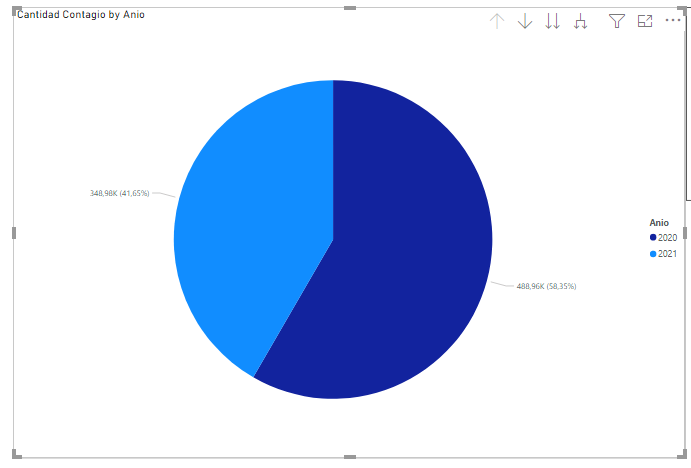 Cantidad Contagio by Anio
348,98K (41,65%)
Anio
2020
2021
488,96K (58,35%)